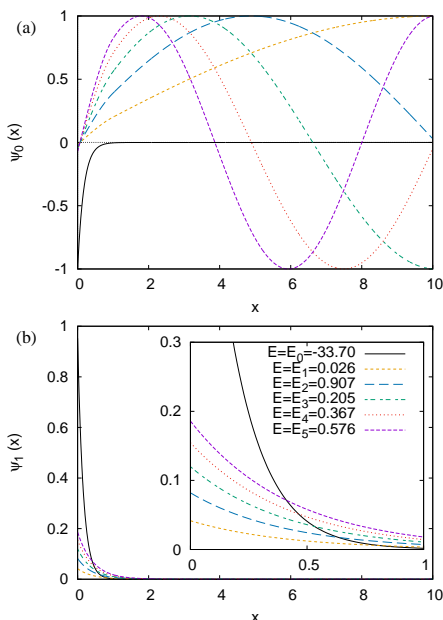 (a)
1
0.5
0
-0.5
-1
ψ0 (x)
0 2 4 6 8 10
x
(b)
1
0.8
0.6
0.4
0.2
0
ψ1 (x)
0.3
0.2
0.1
0
E=E0=-33.70
E=E1=0.026
E=E2=0.907
E=E3=0.205
E=E4=0.367
E=E5=0.576
0.5 1
0 2 4 6 8 10
x